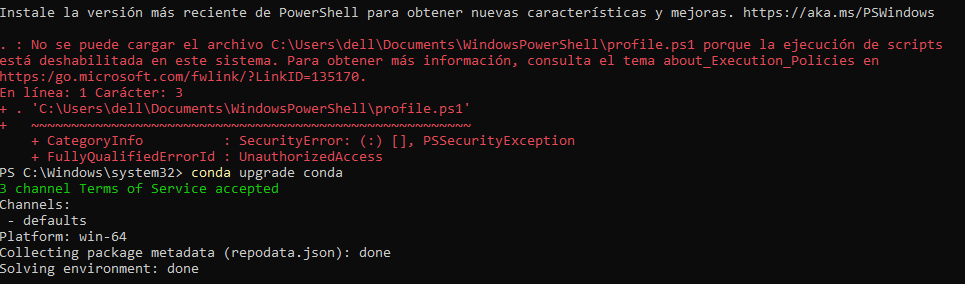 Instale la versión más reciente de PowerShell para obtener nuevas características y mejoras. https://aka.ms/PSWindows
. : No se puede cargar el archivo C:\Users\dell\Documents\WindowsPowerShell\profile.ps1 porque la ejecución de scripts
está deshabilitada en este sistema. Para obtener más información, consulta el tema about_Execution_Policies en
https:/go.microsoft.com/fwlink/?LinkID=135170.
En línea: 1 Carácter: 3
+ . 'C:\Users\dell\Documents\WindowsPowerShell\profile.ps1'
+   ~~~~~~~~~~~~~~~~~~~~~~~~~~~~~~~~~~~~~~~~~~~~~~~~~~~~~~~
    + CategoryInfo          : SecurityError: (:) [], PSSecurityException
    + FullyQualifiedErrorId : UnauthorizedAccess
PS C:\Windows\system32> conda upgrade conda
3 channel Terms of Service accepted
Channels:
 - defaults
Platform: win-64
Collecting package metadata (repodata.json): done
Solving environment: done